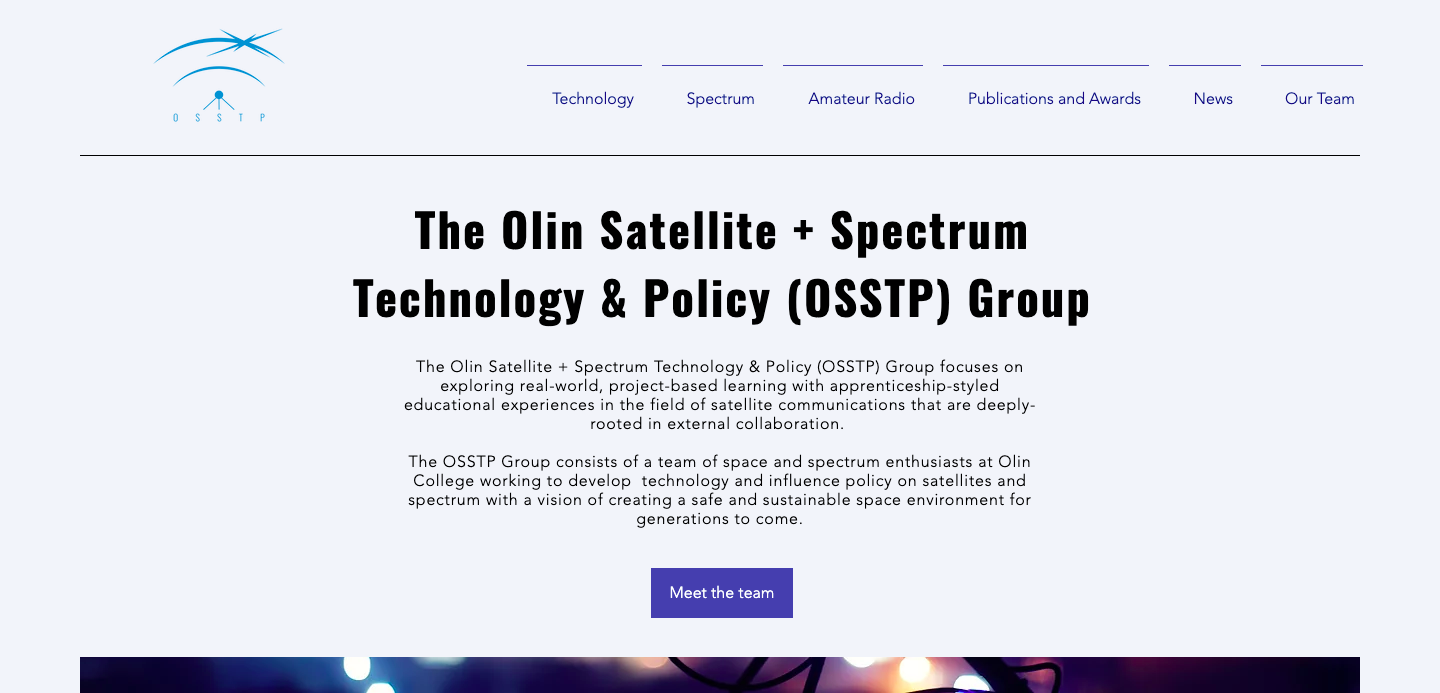 O S S T P
Technology
Spectrum
Amateur Radio
Publications and Awards
News
Our Team
The Olin Satellite + Spectrum
Technology & Policy (OSSTP) Group
The Olin Satellite + Spectrum Technology & Policy (OSSTP) Group focuses on
exploring real-world, project-based learning with apprenticeship-styled
educational experiences in the field of satellite communications that are deeply-
rooted in external collaboration.
The OSSTP Group consists of a team of space and spectrum enthusiasts at Olin
College working to develop  technology and influence policy on satellites and
spectrum with a vision of creating a safe and sustainable space environment for
generations to come.
Meet the team